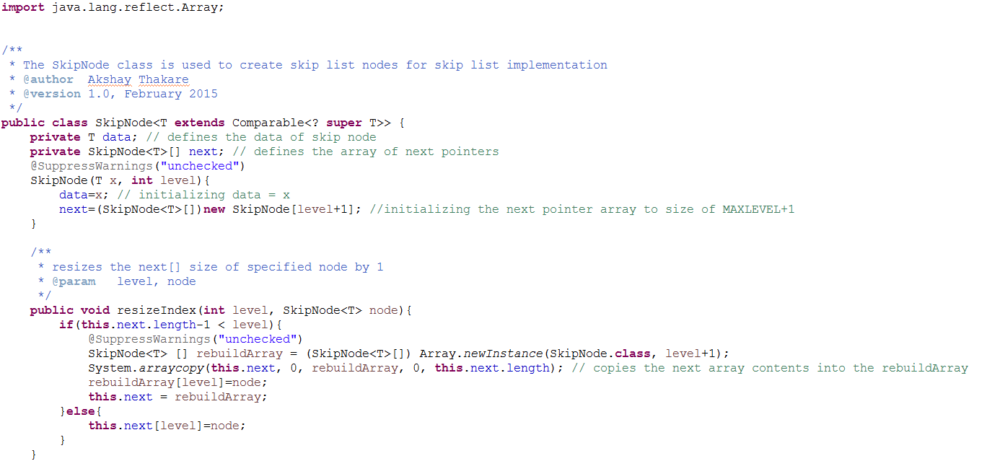 import java.lang.reflect.Array;
/**
 * The SkipNode class is used to create skip list nodes for skip list implementation
 * @author  Akshay Thakare
 * @version 1.0, February 2015
 */
public class SkipNode<T extends Comparable<? super T>> {
    private T data; // defines the data of skip node
    private SkipNode<T>[] next; // defines the array of next pointers
    @SuppressWarnings("unchecked")
    SkipNode(T x, int level){
        data=x; // initializing data = x
        next=(SkipNode<T>[])new SkipNode[level+1]; //initializing the next pointer array to size of MAXLEVEL+1
    }
    /**
     * resizes the next[] size of specified node by 1
     * @param   level, node
     */
    public void resizeIndex(int level, SkipNode<T> node){
        if(this.next.length-1 < level){
            @SuppressWarnings("unchecked")
            SkipNode<T> [] rebuildArray = (SkipNode<T>[]) Array.newInstance(SkipNode.class, level+1);
            System.arraycopy(this.next, 0, rebuildArray, 0, this.next.length); // copies the next array contents into the rebuildArray
            rebuildArray[level]=node;
            this.next = rebuildArray;
        }else{
            this.next[level]=node;
        }
    }